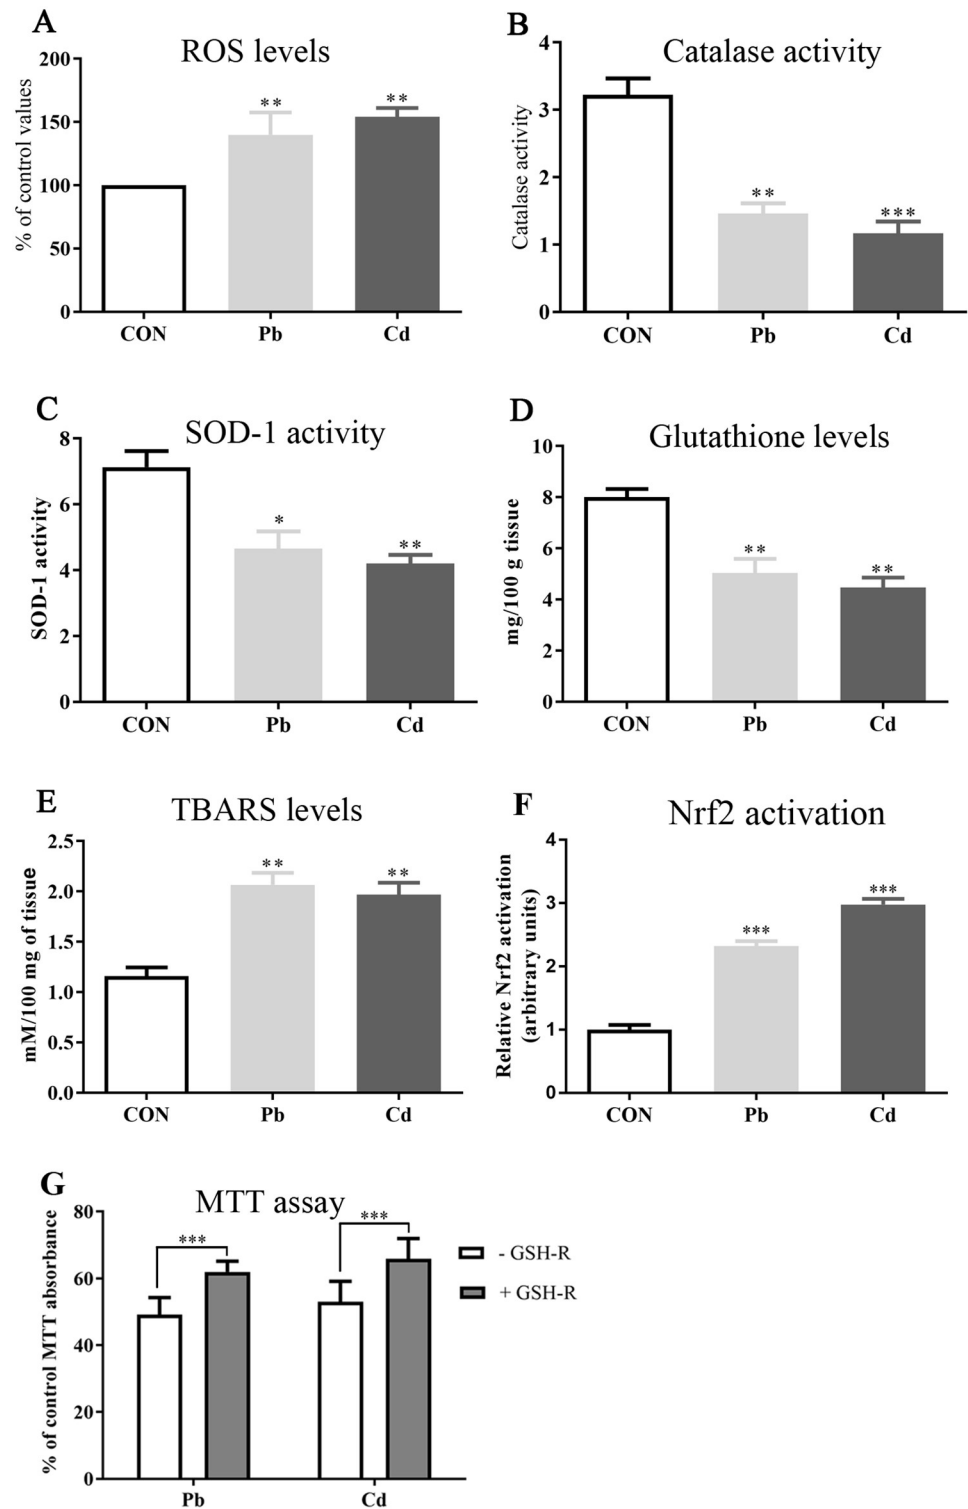 A
ROS levels
% of control values
200
150
100
50
0
**
**
CON
Pb
Cd
B
Catalase activity
Catalase activity
4
3
2
1
0
**
***
CON
Pb
Cd
C
SOD-1 activity
SOD-1 activity
8
6
4
2
0
*
**
CON
Pb
Cd
D
Glutathione levels
mg/100 g tissue
10
8
6
4
2
0
**
**
CON
Pb
Cd
E
TBARS levels
mM/100 mg of tissue
2.5
2.0
1.5
1.0
0.5
0.0
**
**
CON
Pb
Cd
F
Nrf2 activation
Relative Nrf2 activation
(arbitrary units)
4
3
2
1
0
***
***
CON
Pb
Cd
G
MTT assay
% of control MTT absorbance
80
60
40
20
0
***
***
Pb
Cd
- GSH-R
+ GSH-R